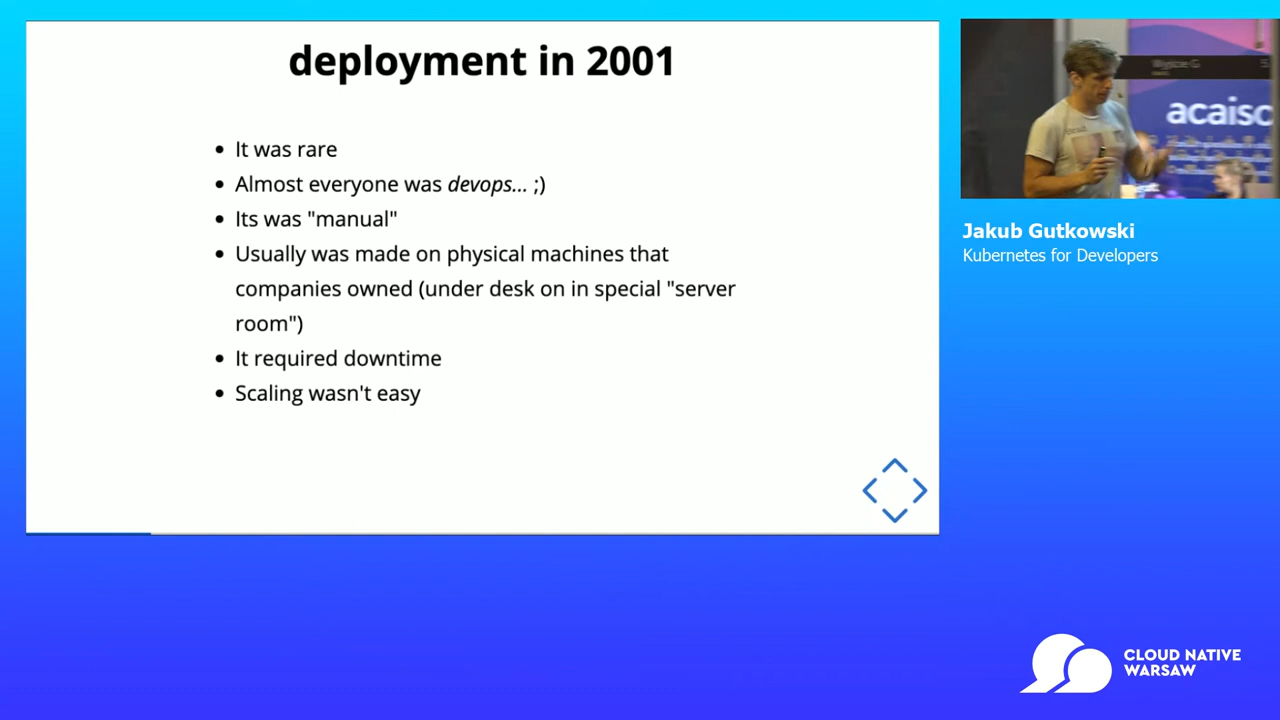 deployment in 2001
It was rare
Almost everyone was devops... ;)
Its was "manual"
Usually was made on physical machines that
companies owned (under desk on in special "server
room")
It required downtime
Scaling wasn't easy
acaisc
Jakub Gutkowski
Kubernetes for Developers
CLOUD NATIVE
WARSAW